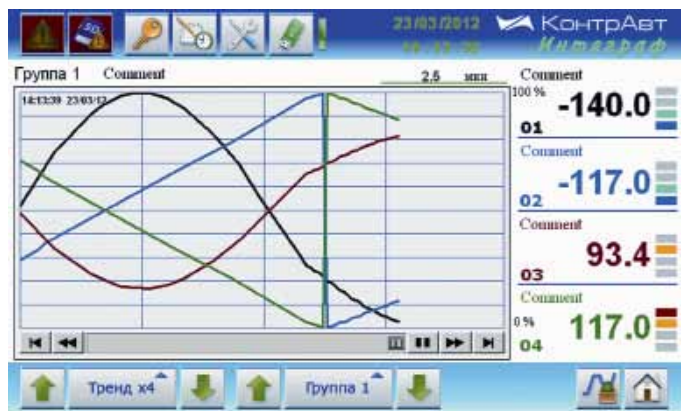 SD
23/03/2012
КонтрАвт
Интеграф
Группа 1 Comment 2,5 мин
14:13:39 23/03/12
Comment
100 %
-140.0
01
Comment
-117.0
02
Comment
93.4
03
Comment
0 %
117.0
04
Тренд x4
Группа 1